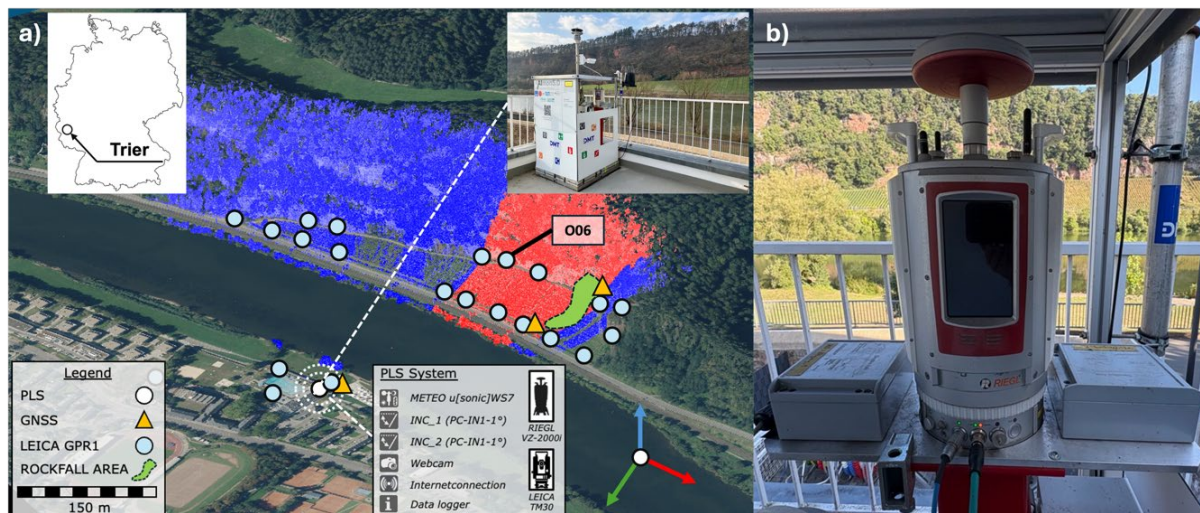 a)
Trier
O06
Legend
PLS
GNSS
LEICA GPR1
ROCKFALL AREA
150 m
PLS System
METEO u[sonic]WS7
INC_1 (PC-IN1-1°)
INC_2 (PC-IN1-1°)
Webcam
Internetconnection
Data logger
RIEGL
VZ-2000i
LEICA
TM30
DMT
b)
RIEGL
D